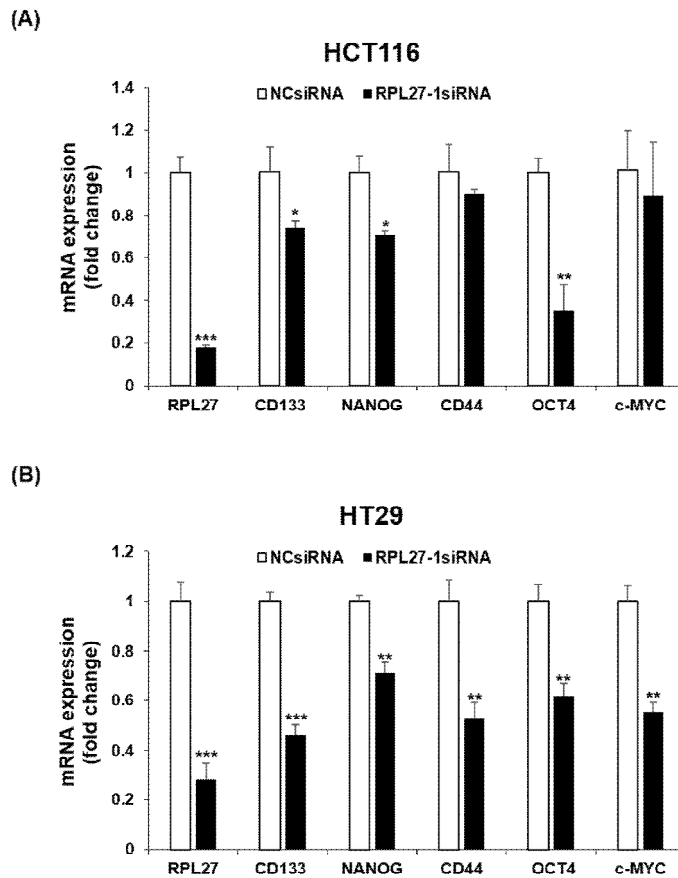 (A)
HCT116
NCsiRNA RPL27-1siRNA
mRNA expression
(fold change)
1.4
1.2
1
0.8
0.6
0.4
0.2
0
***
*
*
**
RPL27 CD133 NANOG CD44 OCT4 c-MYC
(B)
HT29
NCsiRNA RPL27-1siRNA
mRNA expression
(fold change)
1.2
1
0.8
0.6
0.4
0.2
0
***
***
**
**
**
**
RPL27 CD133 NANOG CD44 OCT4 c-MYC